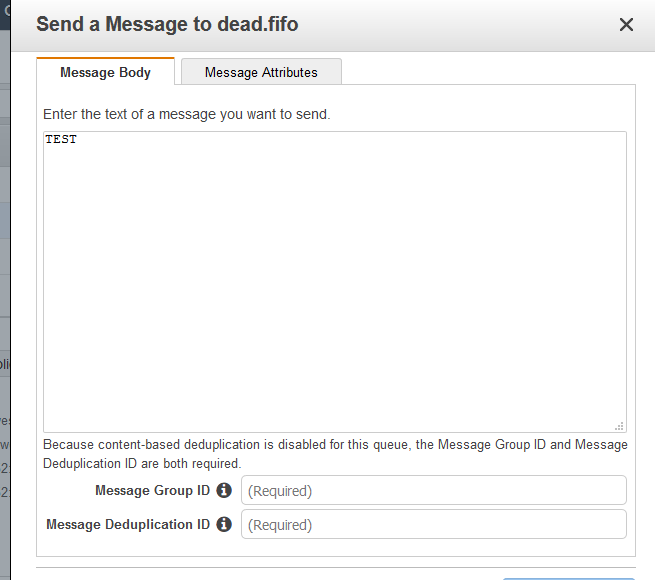 Send a Message to dead.fifo
Message Body
Message Attributes
Enter the text of a message you want to send.
TEST
Because content-based deduplication is disabled for this queue, the Message Group ID and Message
Deduplication ID are both required.
Message Group ID
(Required)
Message Deduplication ID
(Required)